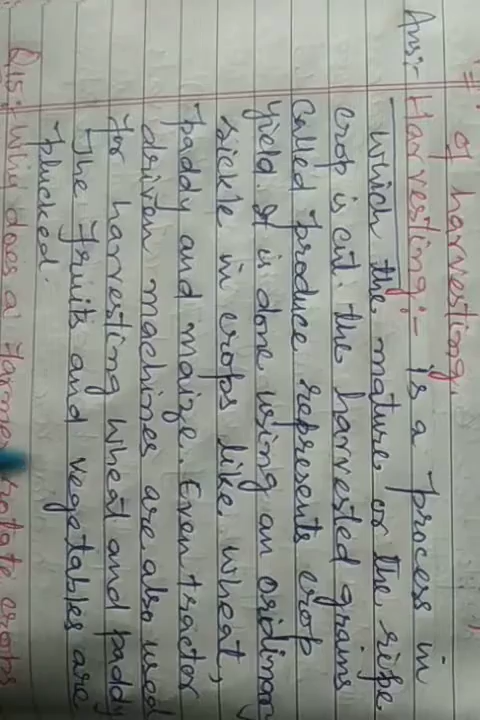 of harvesting.
Ans:- Harvesting:- is a process in
which the mature or the ripe
crop is cut. the harvested grains
called produce represents crop
yield. It is done using an oridinary
sickle in crops like wheat,
paddy and maize. Even tractor
driven machines are also used
for harvesting wheat and paddy
The fruits and vegetables are
plucked.
Q15:- Why does a farmer rotate crops